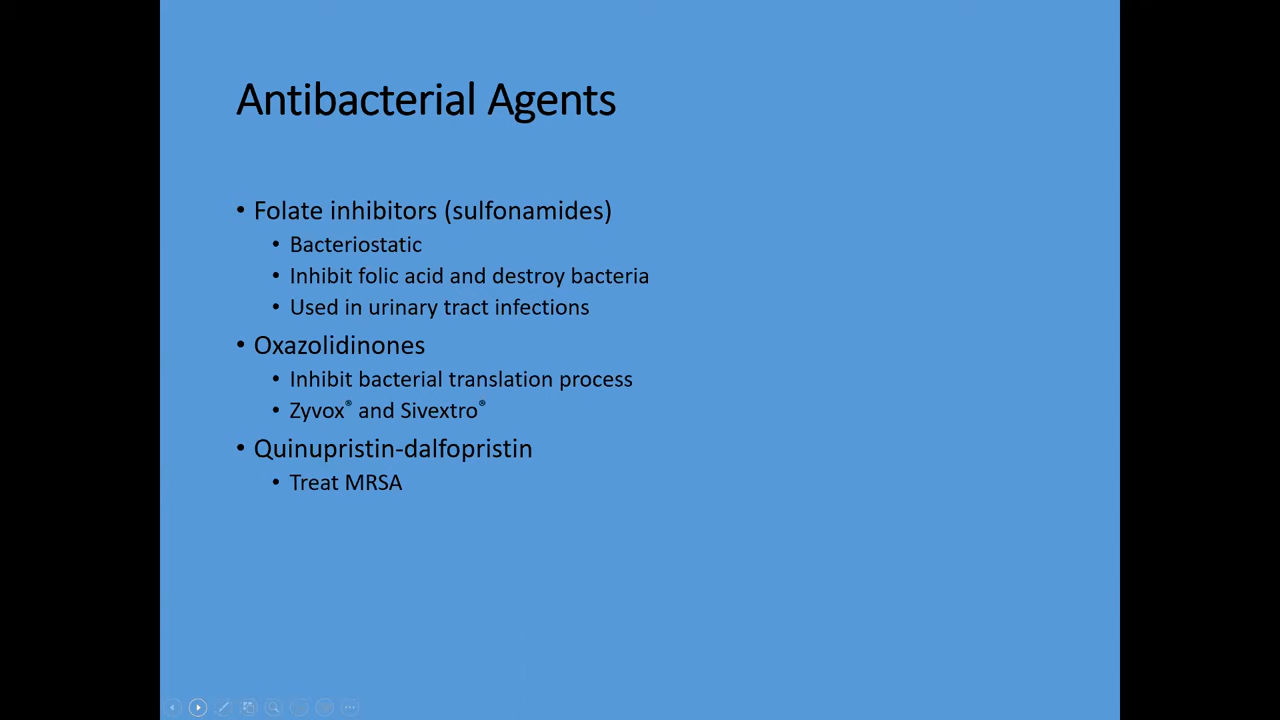 Antibacterial Agents
• Folate inhibitors (sulfonamides)
• Bacteriostatic
• Inhibit folic acid and destroy bacteria
• Used in urinary tract infections
• Oxazolidinones
• Inhibit bacterial translation process
• Zyvox® and Sivextro®
• Quinupristin-dalfopristin
• Treat MRSA